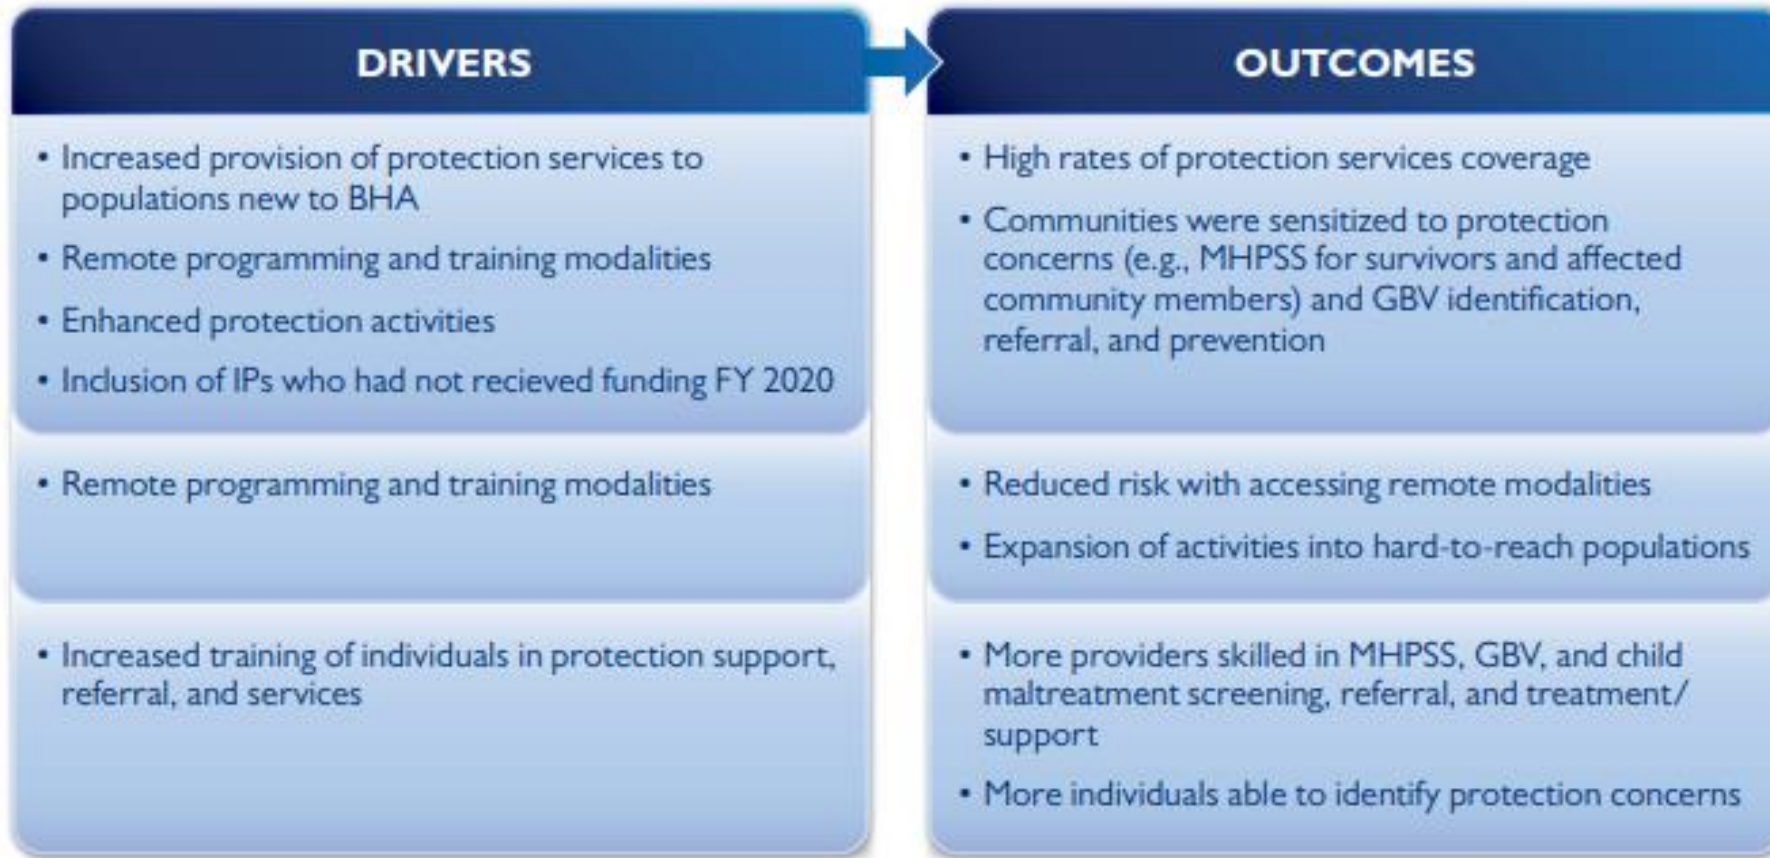 DRIVERS
• Increased provision of protection services to
populations new to BHA
• Remote programming and training modalities
• Enhanced protection activities
• Inclusion of IPs who had not recieved funding FY 2020
• Remote programming and training modalities
• Increased training of individuals in protection support,
referral, and services
OUTCOMES
• High rates of protection services coverage
• Communities were sensitized to protection
concerns (e.g., MHPSS for survivors and affected
community members) and GBV identification,
referral, and prevention
• Reduced risk with accessing remote modalities
• Expansion of activities into hard-to-reach populations
• More providers skilled in MHPSS, GBV, and child
maltreatment screening, referral, and treatment/
support
• More individuals able to identify protection concerns